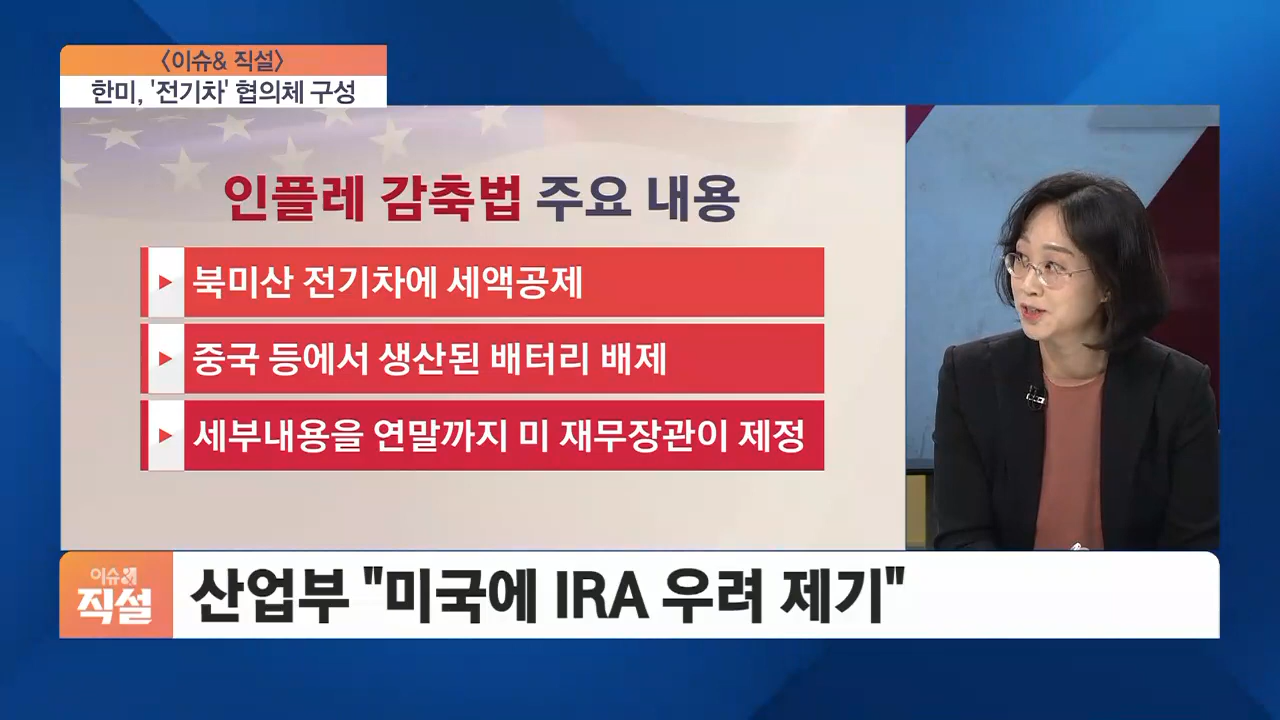 〈이슈& 직설〉
한미, '전기차' 협의체 구성
인플레 감축법 주요 내용
북미산 전기차에 세액공제
중국 등에서 생산된 배터리 배제
세부내용을 연말까지 미 재무장관이 제정
이슈&
직설
산업부 "미국에 IRA 우려 제기"